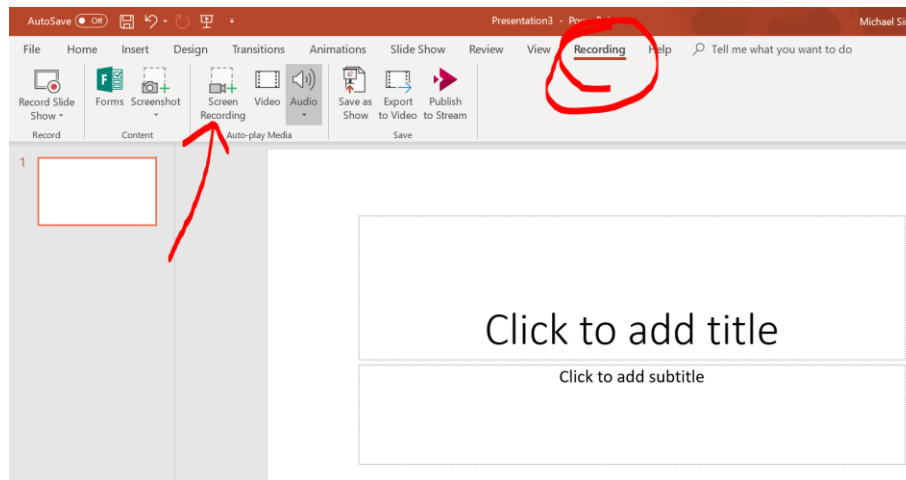 AutoSave Off Presentation3 - Michael Si
File Home Insert Design Transitions Animations Slide Show Review View Recording Help Tell me what you want to do
Record Slide Show Forms Screenshot Screen Recording Video Audio Save as Show Export to Video Publish to Stream
Record Content Auto-play Media Save
1
Click to add title
Click to add subtitle